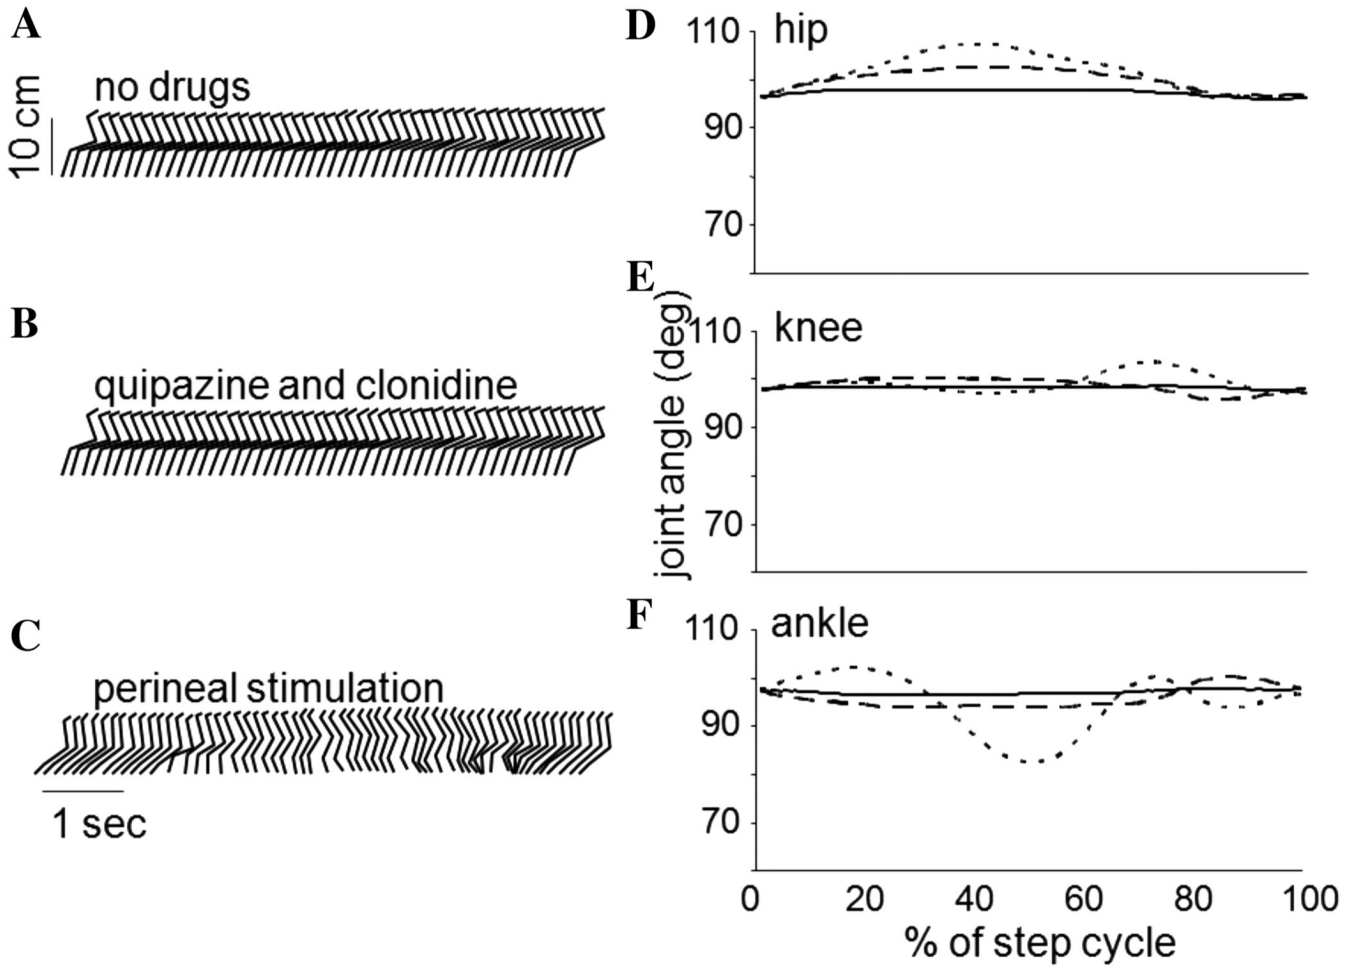 A
no drugs
10 cm
B
quipazine and clonidine
C
perineal stimulation
1 sec
D
hip
110
90
70
E
knee
joint angle (deg)
110
90
70
F
ankle
110
90
70
0 20 40 60 80 100
% of step cycle